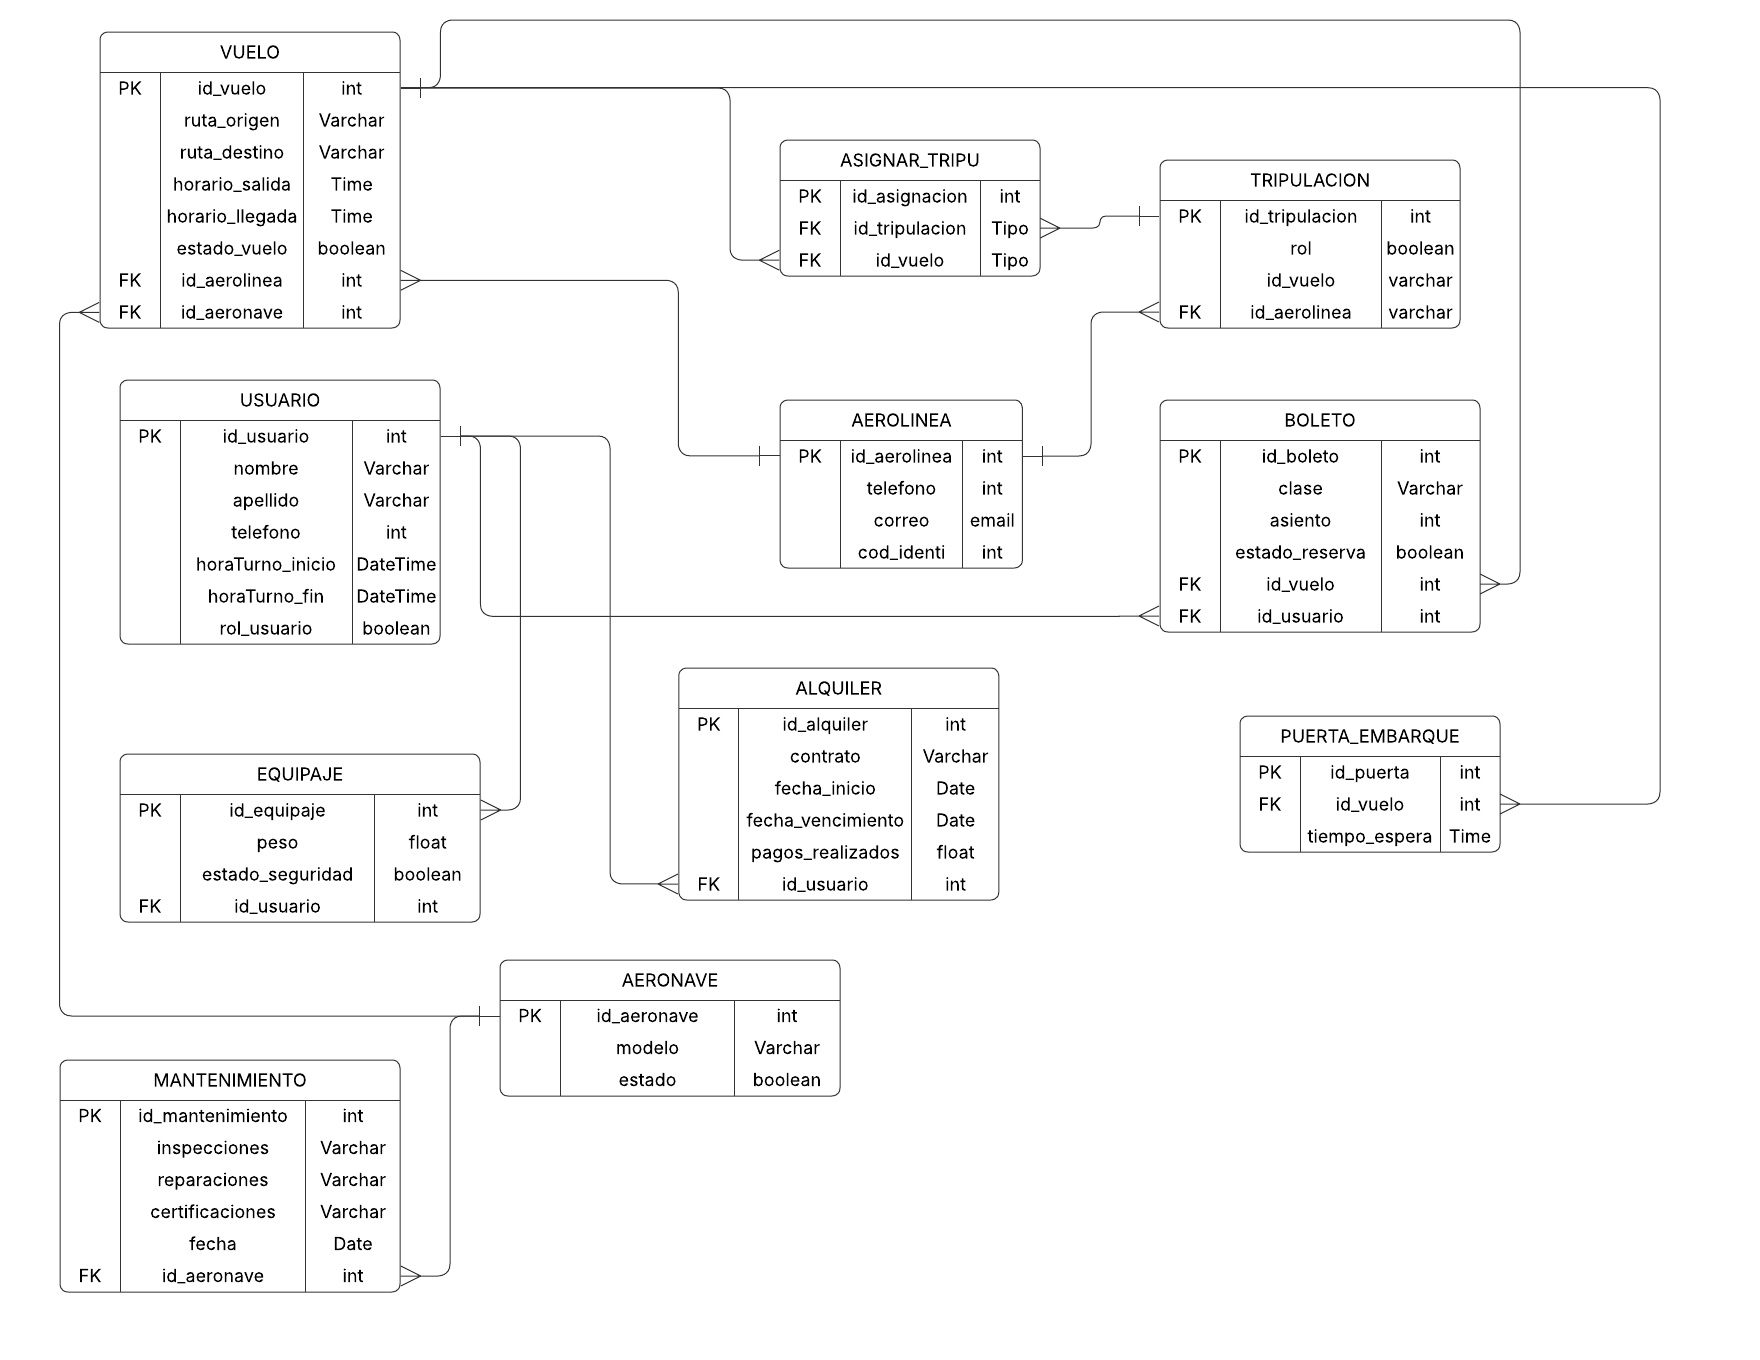 VUELO
PK id_vuelo int
ruta_origen Varchar
ruta_destino Varchar
horario_salida Time
horario_llegada Time
estado_vuelo boolean
FK id_aerolinea int
FK id_aeronave int
ASIGNAR_TRIPU
PK id_asignacion int
FK id_tripulacion Tipo
FK id_vuelo Tipo
TRIPULACION
PK id_tripulacion int
rol boolean
id_vuelo varchar
FK id_aerolinea varchar
USUARIO
PK id_usuario int
nombre Varchar
apellido Varchar
telefono int
horaTurno_inicio DateTime
horaTurno_fin DateTime
rol_usuario boolean
AEROLINEA
PK id_aerolinea int
telefono int
correo email
cod_identi int
BOLETO
PK id_boleto int
clase Varchar
asiento int
estado_reserva boolean
FK id_vuelo int
FK id_usuario int
EQUIPAJE
PK id_equipaje int
peso float
estado_seguridad boolean
FK id_usuario int
ALQUILER
PK id_alquiler int
contrato Varchar
fecha_inicio Date
fecha_vencimiento Date
pagos_realizados float
FK id_usuario int
PUERTA_EMBARQUE
PK id_puerta int
FK id_vuelo int
tiempo_espera Time
AERONAVE
PK id_aeronave int
modelo Varchar
estado boolean
MANTENIMIENTO
PK id_mantenimiento int
inspecciones Varchar
reparaciones Varchar
certificaciones Varchar
fecha Date
FK id_aeronave int